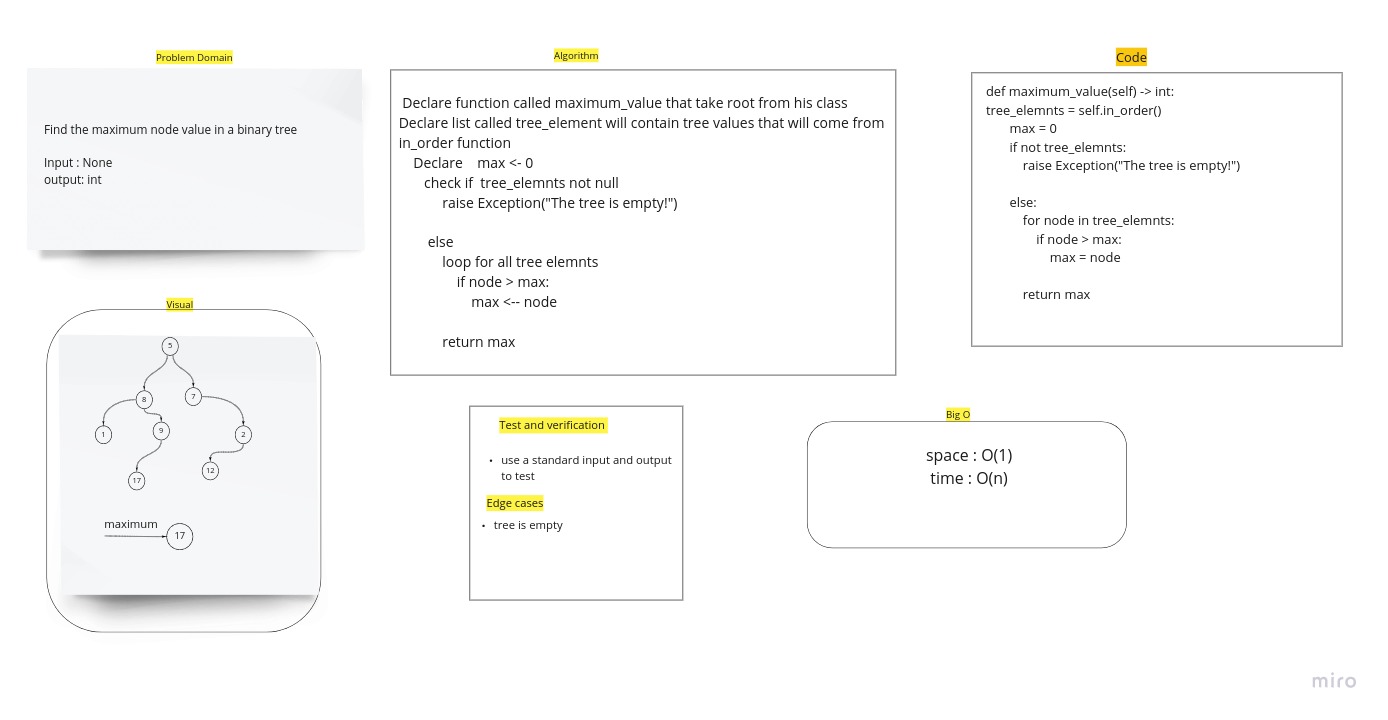 Problem Domain
Find the maximum node value in a binary tree
Input : None
output: int
Visual
5
8
7
1
9
2
17
12
maximum
17
Algorithm
Declare function called maximum_value that take root from his class
Declare list called tree_element will contain tree values that will come from
in_order function
Declare    max <- 0
check if  tree_elemnts not null
raise Exception("The tree is empty!")
else
loop for all tree elemnts
if node > max:
max <-- node
return max
Test and verification
• use a standard input and output
to test
Edge cases
• tree is empty
Code
def maximum_value(self) -> int:
tree_elemnts = self.in_order()
max = 0
if not tree_elemnts:
raise Exception("The tree is empty!")
else:
for node in tree_elemnts:
if node > max:
max = node
return max
Big O
space : O(1)
time : O(n)
miro